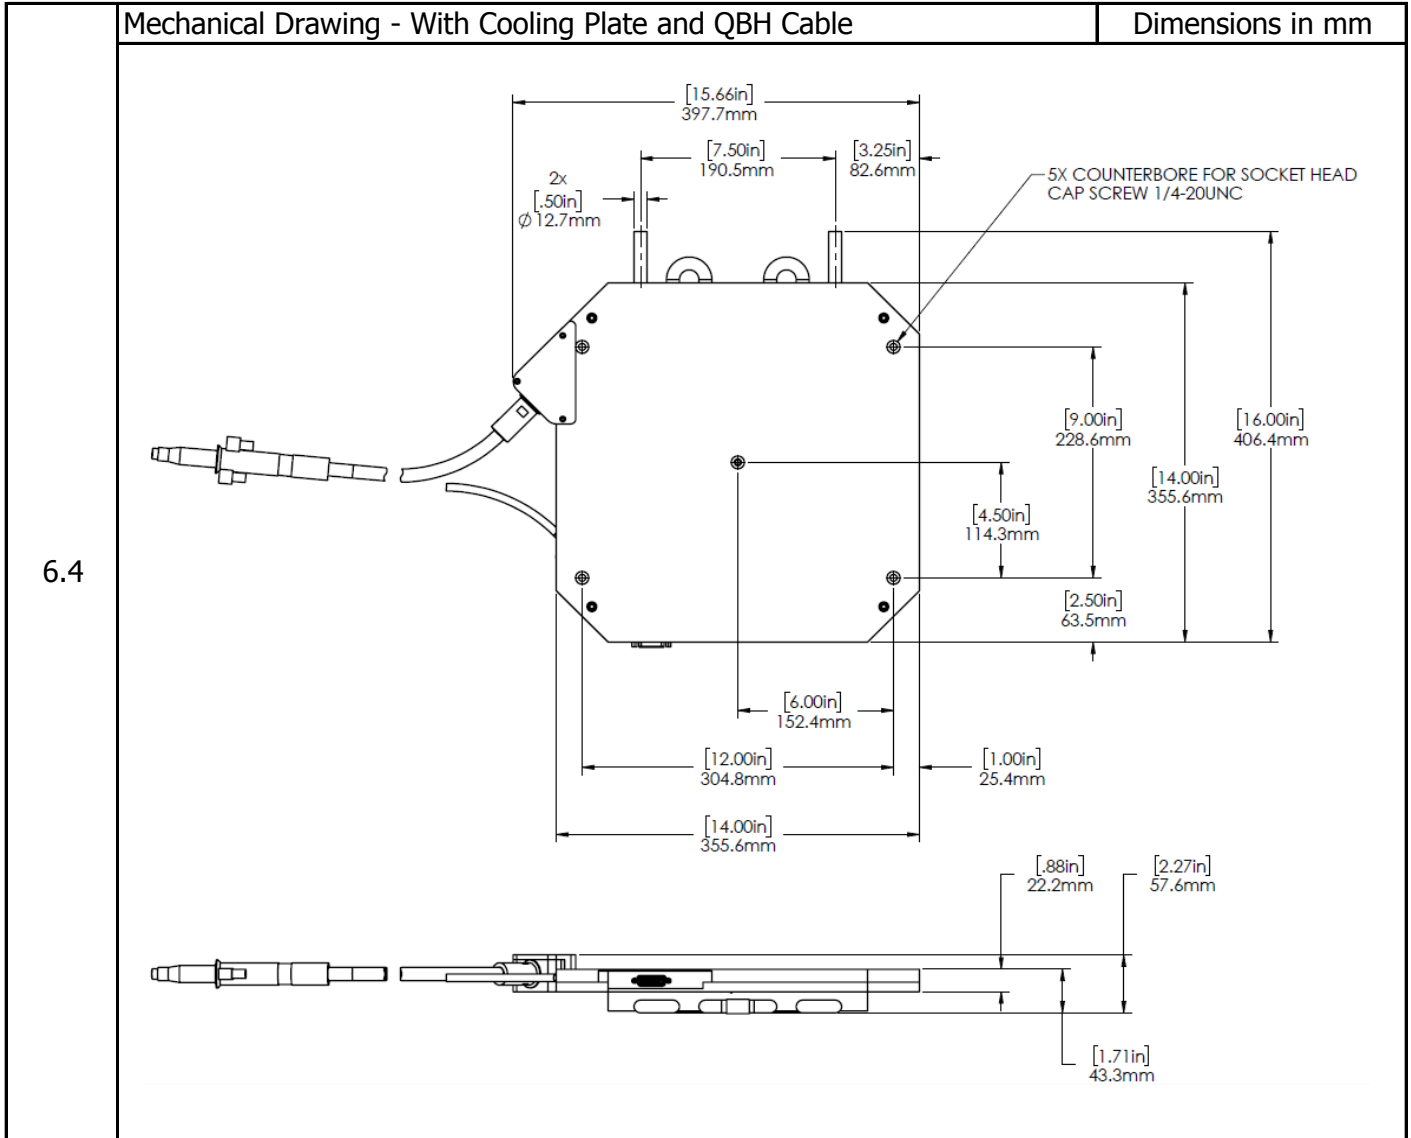 Mechanical Drawing - With Cooling Plate and QBH Cable
Dimensions in mm
6.4
[15.66in]
397.7mm
[7.50in]
190.5mm
[3.25in]
82.6mm
2x
[.50in]
Ø12.7mm
5X COUNTERBORE FOR SOCKET HEAD
CAP SCREW 1/4-20UNC
[9.00in]
228.6mm
[16.00in]
406.4mm
[14.00in]
355.6mm
[4.50in]
114.3mm
[2.50in]
63.5mm
[6.00in]
152.4mm
[12.00in]
304.8mm
[1.00in]
25.4mm
[14.00in]
355.6mm
[.88in]
22.2mm
[2.27in]
57.6mm
[1.71in]
43.3mm